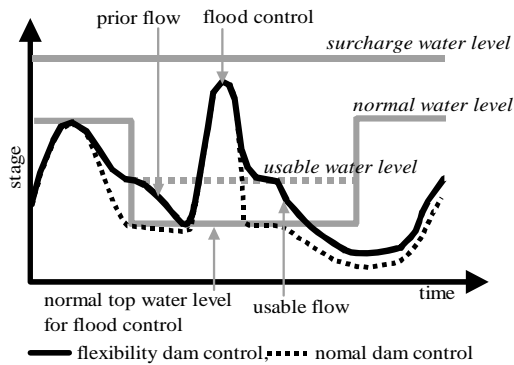 prior flow
flood control
surcharge water level
normal water level
usable water level
stage
time
normal top water level
for flood control
usable flow
flexibility dam control,
nomal dam control